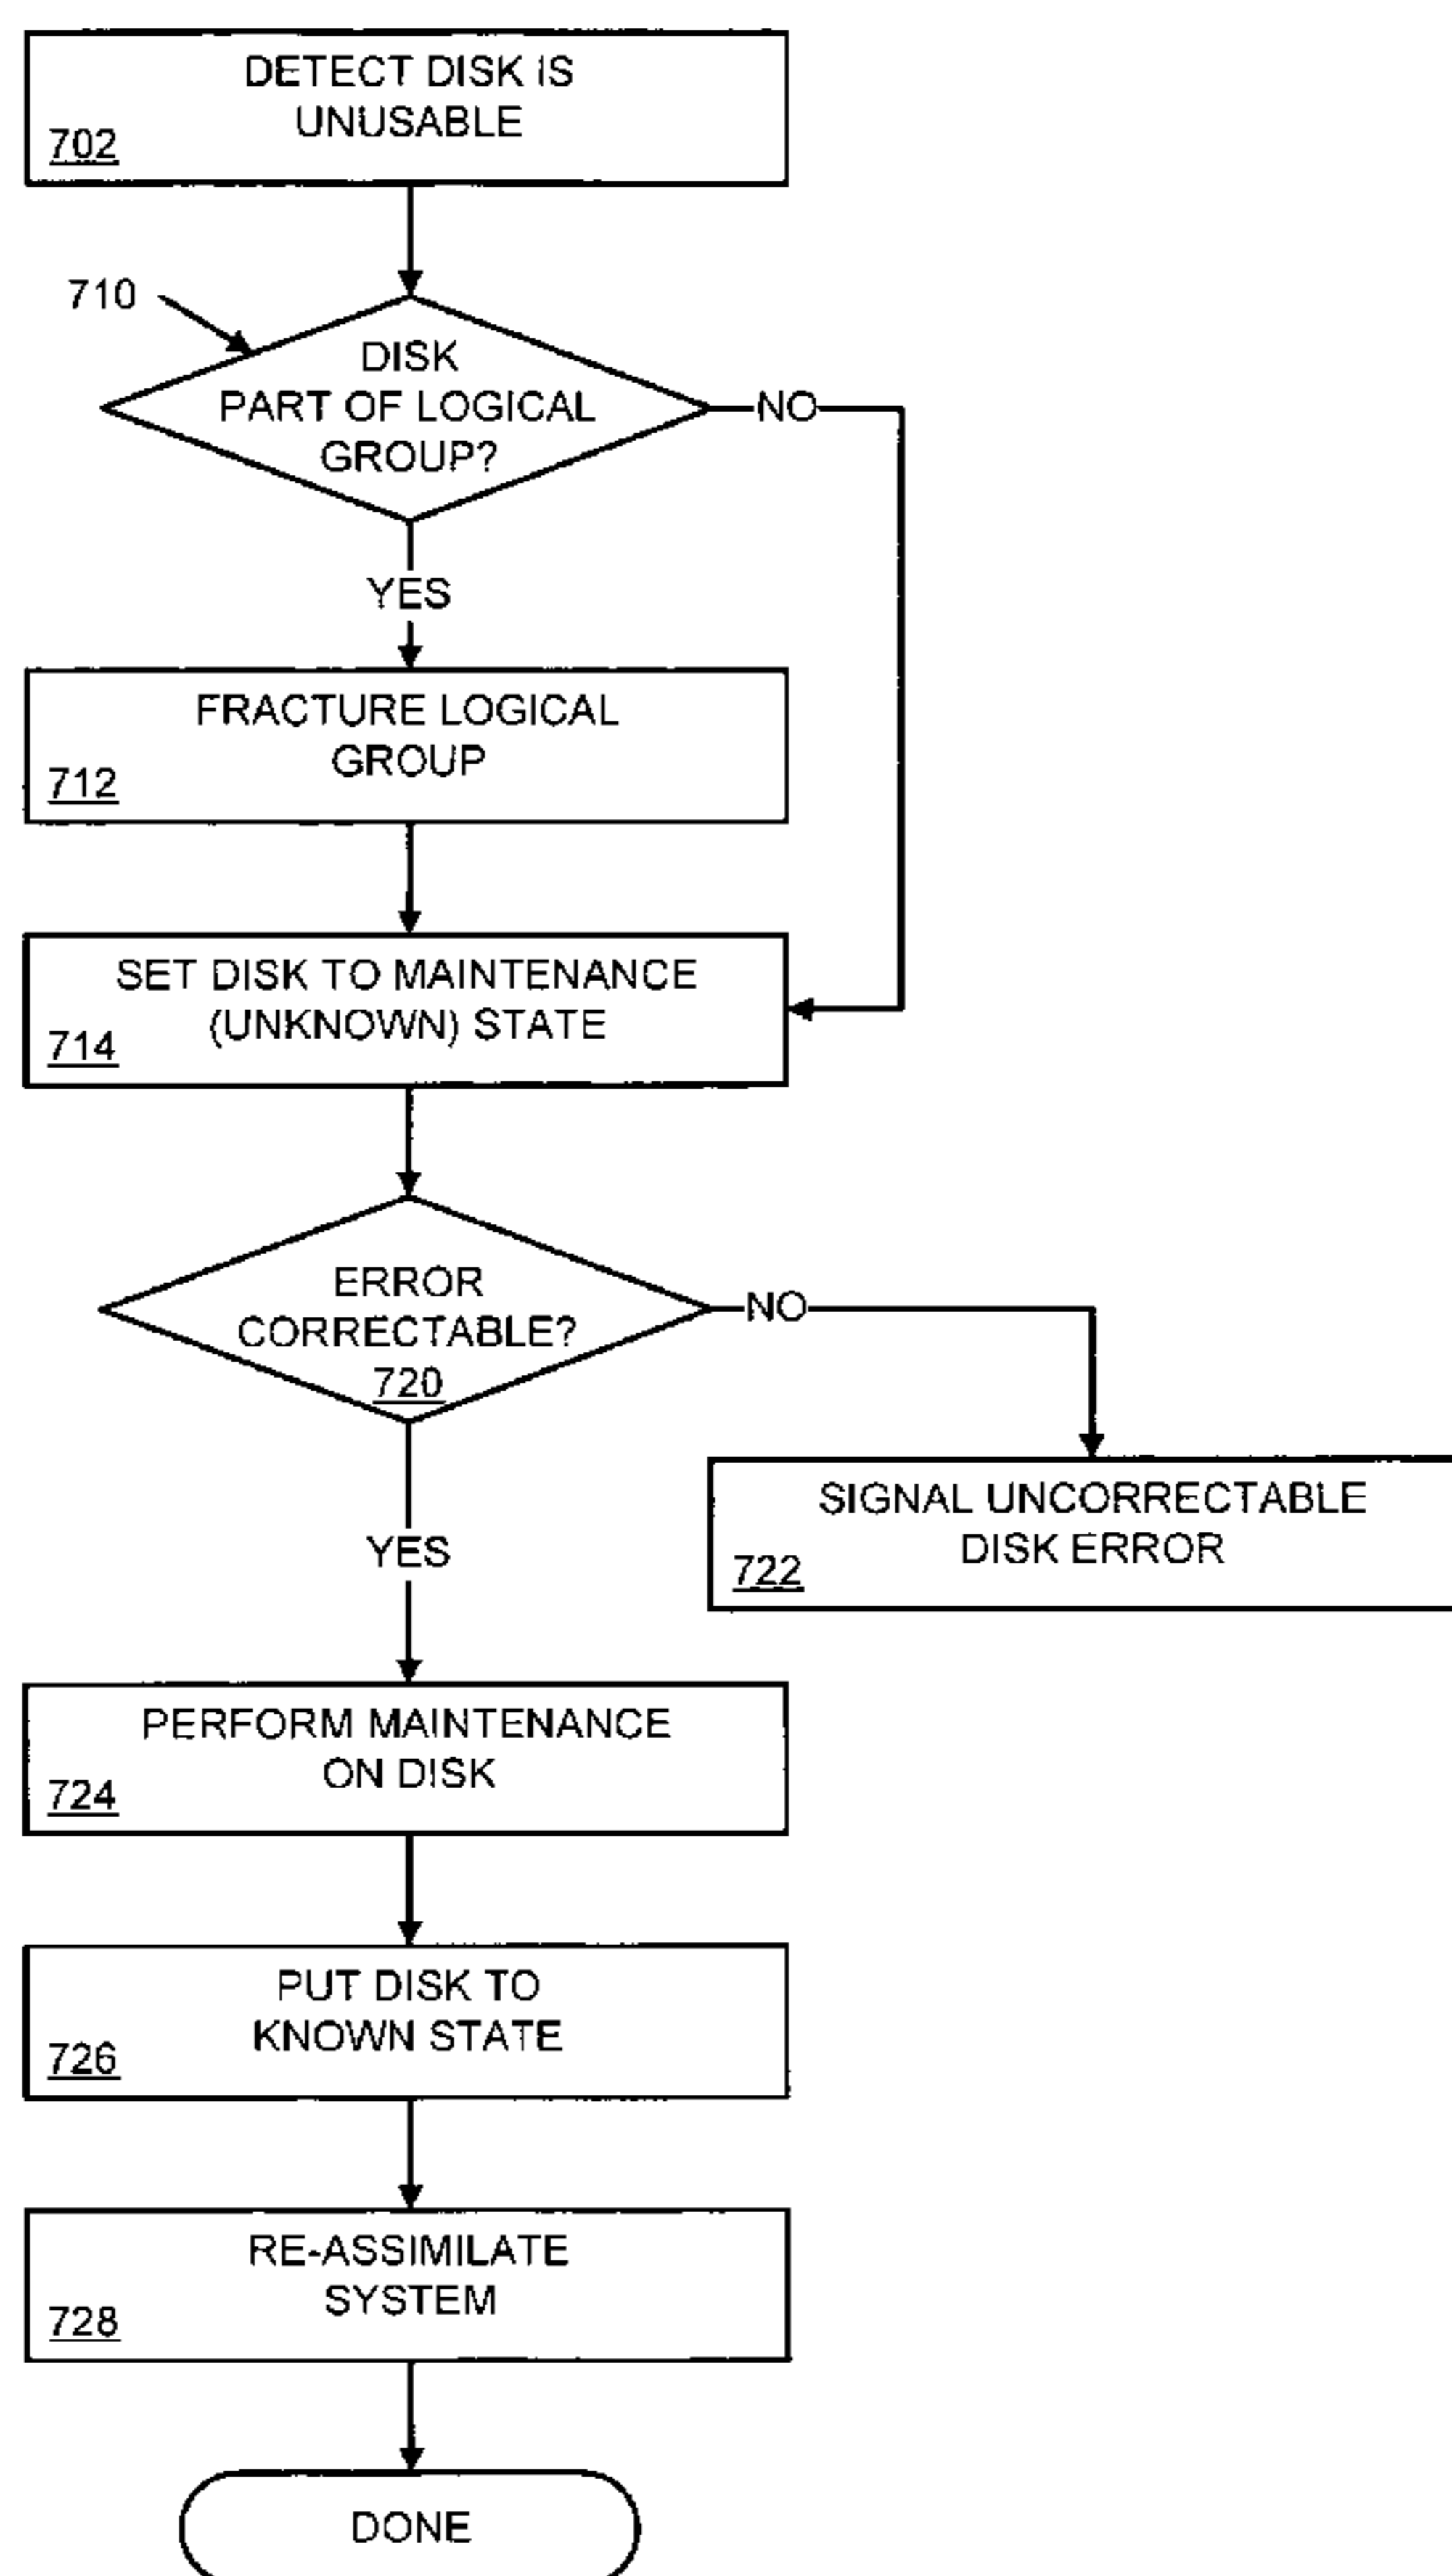 DETECT DISK IS
UNUSABLE
702
710
DISK
PART OF LOGICAL
GROUP?
NO
YES
FRACTURE LOGICAL
GROUP
712
SET DISK TO MAINTENANCE
(UNKNOWN) STATE
714
ERROR
CORRECTABLE?
720
NO
SIGNAL UNCORRECTABLE
DISK ERROR
722
YES
PERFORM MAINTENANCE
ON DISK
724
PUT DISK TO
KNOWN STATE
726
RE-ASSIMILATE
SYSTEM
728
DONE